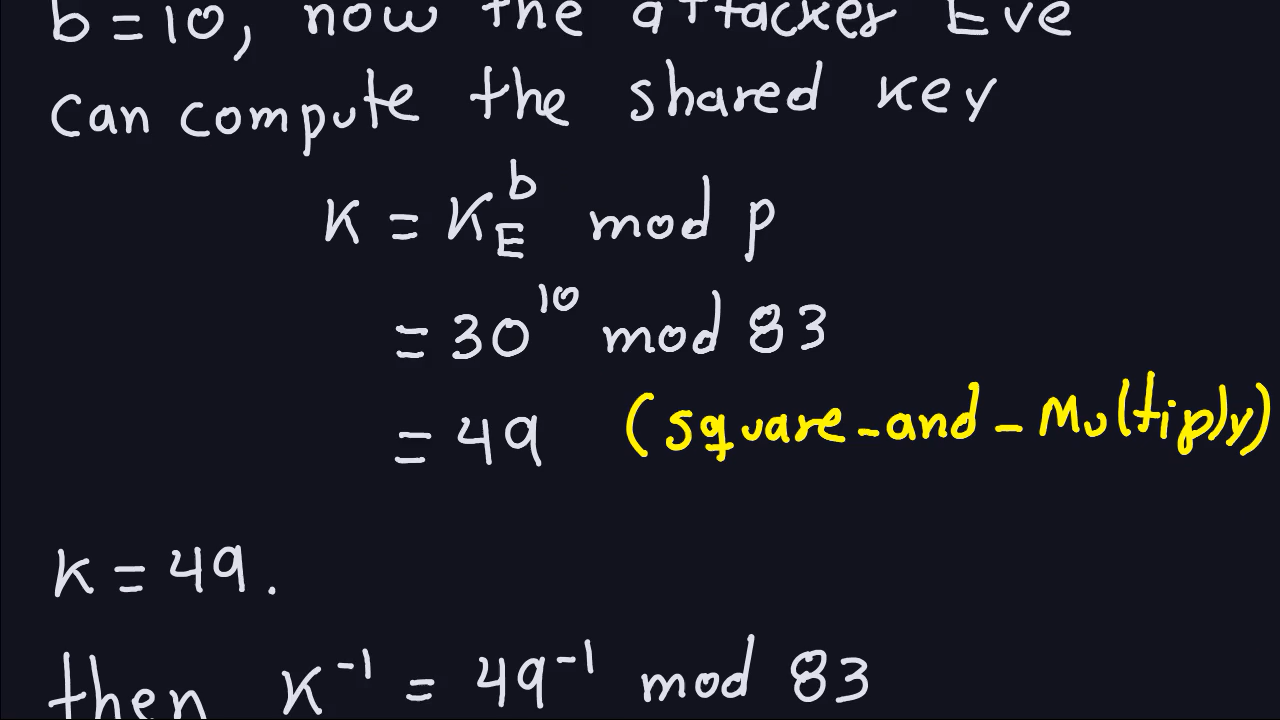 b = 10, now the attacker Eve
can compute the shared key
K = K_E^b mod p
= 30^10 mod 83
= 49 (square-and-Multiply)
K = 49.
then K^-1 = 49^-1 mod 83